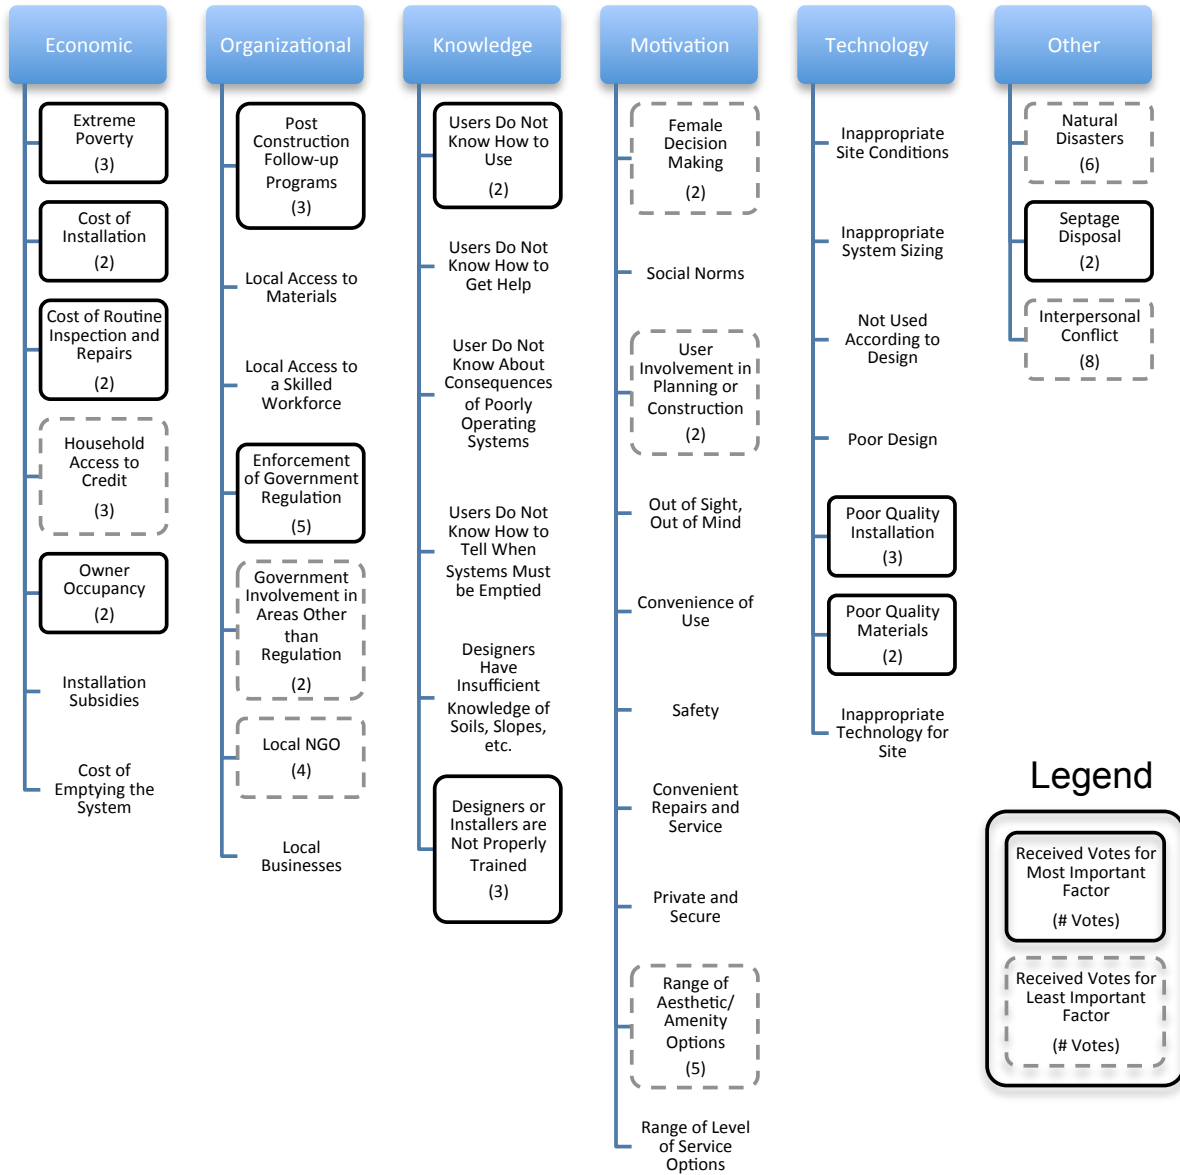 Economic
Extreme
Poverty
(3)
Cost of
Installation
(2)
Cost of Routine
Inspection and
Repairs
(2)
Household
Access to
Credit
(3)
Owner
Occupancy
(2)
Installation
Subsidies
Cost of
Emptying the
System
Organizational
Post
Construction
Follow-up
Programs
(3)
Local Access to
Materials
Local Access to
a Skilled
Workforce
Enforcement
of Government
Regulation
(5)
Government
Involvement in
Areas Other
than
Regulation
(2)
Local NGO
(4)
Local
Businesses
Knowledge
Users Do Not
Know How to
Use
(2)
Users Do Not
Know How to
Get Help
User Do Not
Know About
Consequences
of Poorly
Operating
Systems
Users Do Not
Know How to
Tell When
Systems Must
be Emptied
Designers
Have
Insufficient
Knowledge of
Soils, Slopes,
etc.
Designers or
Installers are
Not Properly
Trained
(3)
Motivation
Female
Decision
Making
(2)
Social Norms
User
Involvement in
Planning or
Construction
(2)
Out of Sight,
Out of Mind
Convenience of
Use
Safety
Convenient
Repairs and
Service
Private and
Secure
Range of
Aesthetic/
Amenity
Options
(5)
Range of Level
of Service
Options
Technology
Inappropriate
Site Conditions
Inappropriate
System Sizing
Not Used
According to
Design
Poor Design
Poor Quality
Installation
(3)
Poor Quality
Materials
(2)
Inappropriate
Technology for
Site
Other
Natural
Disasters
(6)
Septage
Disposal
(2)
Interpersonal
Conflict
(8)
Legend
Received Votes for
Most Important
Factor
(# Votes)
Received Votes for
Least Important
Factor
(# Votes)